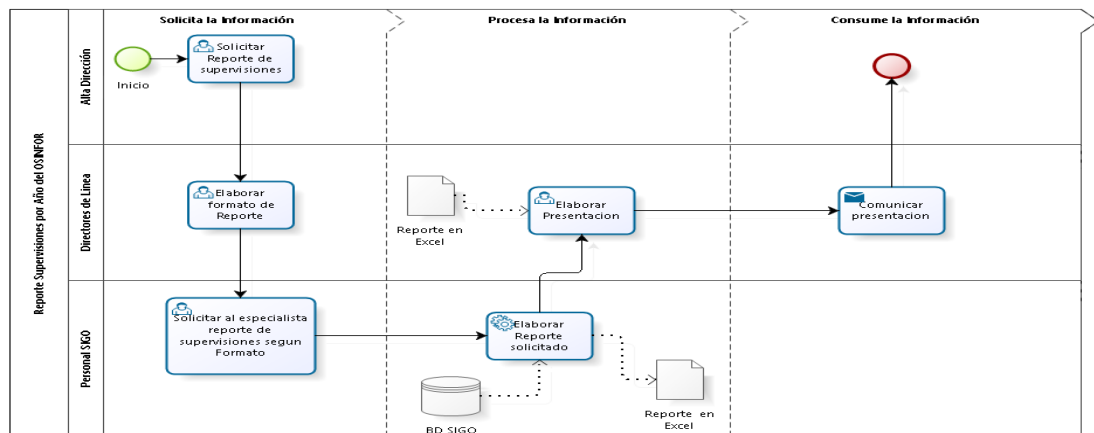 Solicita la Información
Procesa la Información
Consume la Información
Reporte Supervisiones por Año del OSINFOR
Alta Dirección
Inicio
Solicitar
Reporte de
supervisiones
Directores de Linea
Elaborar
formato de
Reporte
Reporte en
Excel
Elaborar
Presentacion
Comunicar
presentacion
Personal SIGO
Solicitar al especialista
reporte de
supervisiones segun
Formato
Elaborar
Reporte
solicitado
BD SIGO
Reporte en
Excel